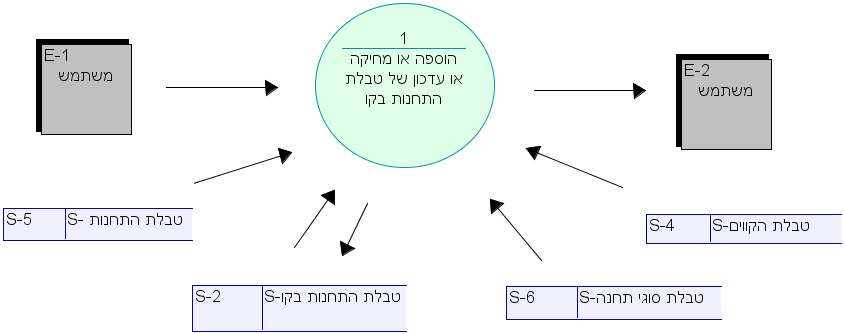 E-1
משתמש
1
הוספה או מחיקה
או עדכון של טבלת
התחנות בקו
E-2
משתמש
S-5
טבלת התחנות -S
S-4
טבלת הקווים-S
S-2
טבלת התחנות בקו-S
S-6
טבלת סוגי תחנה-S